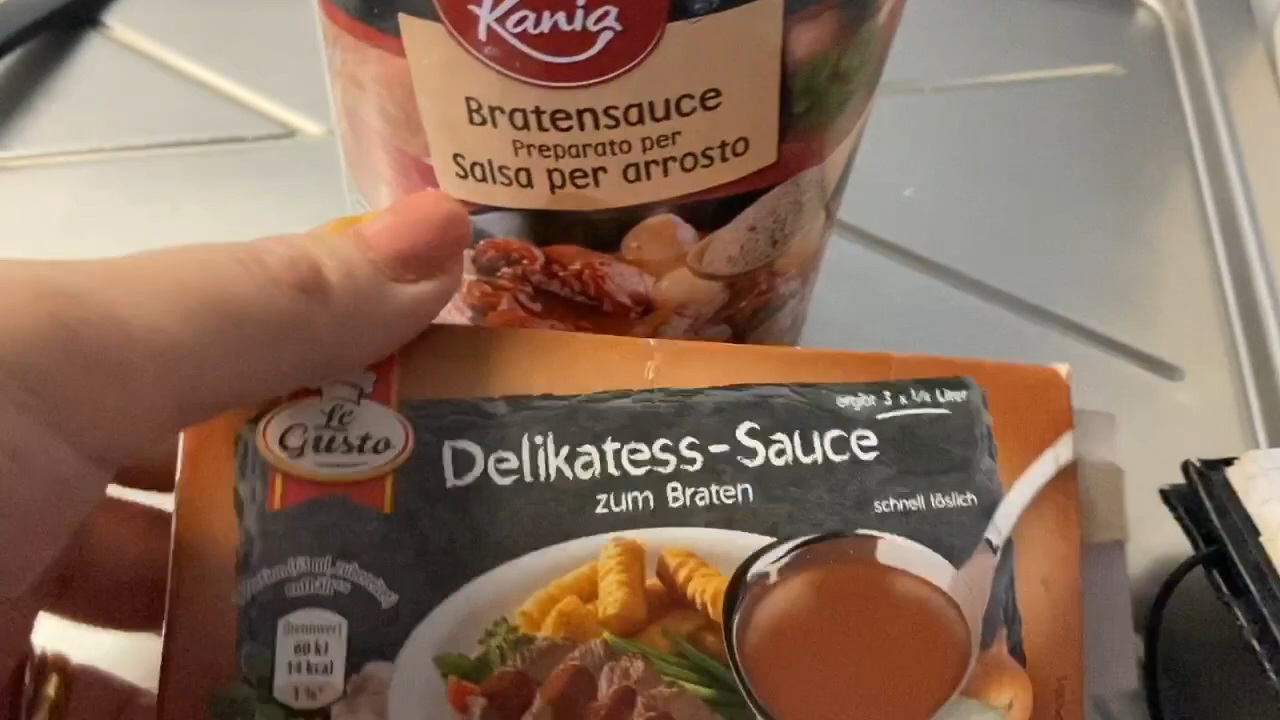 Kania
Bratensauce
Preparato per
Salsa per arrosto
Le
Gusto
ergibt 3 x 1/4 Liter
Delikatess-Sauce
zum Braten
schnell löslich
enthält
Brennwert
60 kJ
14 kcal